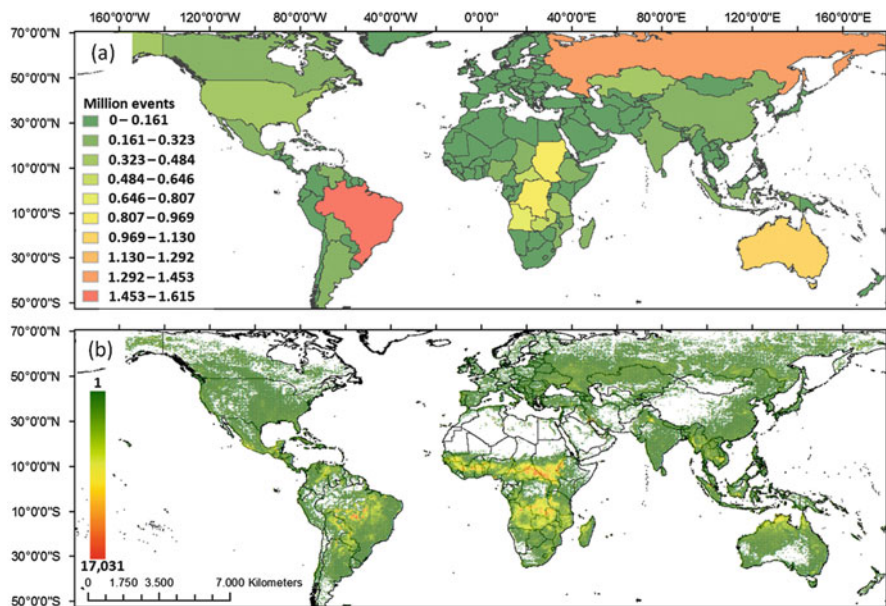 160°0'W 120°0'W 80°0'W 40°0'0"W 0°0'0" 40°0'0"E 80°0'0"E 120°0'0"E 1600°E
70°0'0"N
(a)
50°0'0"N
Million events
0–0.161
30°0'0"N
0.161–0.323
0.323–0.484
10°0'0"N
0.484–0.646
0.646–0.807
10°0'0"S
0.807–0.969
0.969–1.130
30°0'0"S
1.130–1.292
1.292–1.453
50°0'0"S
1.453–1.615
70°0'0"N
(b)
50°0'0"N
1
30°0'0"N
10°0'0"N
10°0'0"S
30°0'0"S
17,031
0 1.750 3.500 7.000 Kilometers
50°0'0"S